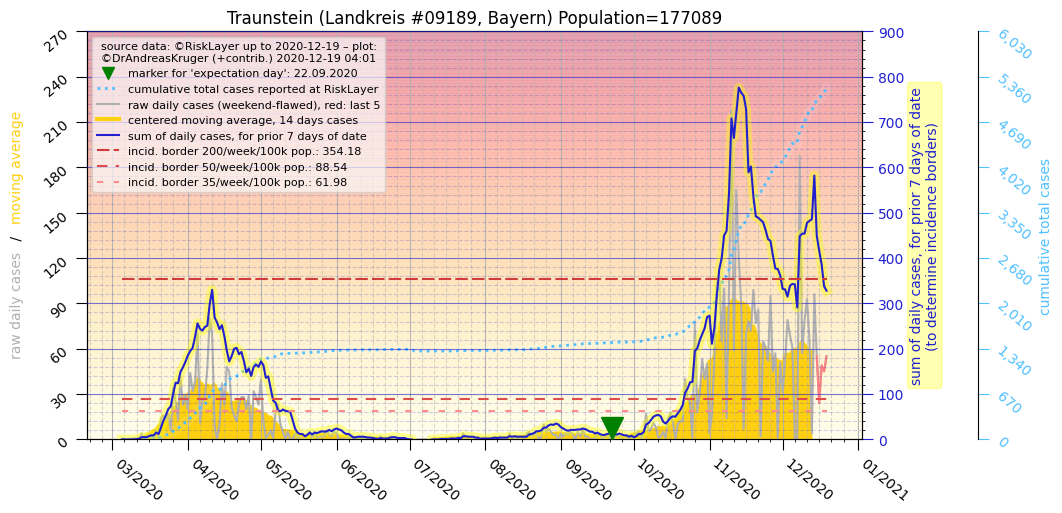 Traunstein (Landkreis #09189, Bayern) Population=177089
source data: ©RiskLayer up to 2020-12-19 – plot:
©DrAndreasKruger (+contrib.) 2020-12-19 04:01
marker for 'expectation day': 22.09.2020
cumulative total cases reported at RiskLayer
raw daily cases (weekend-flawed), red: last 5
centered moving average, 14 days cases
sum of daily cases, for prior 7 days of date
incid. border 200/week/100k pop.: 354.18
incid. border 50/week/100k pop.: 88.54
incid. border 35/week/100k pop.: 61.98
raw daily cases / moving average
270
240
210
180
150
120
90
60
30
0
03/2020
04/2020
05/2020
06/2020
07/2020
08/2020
09/2020
10/2020
11/2020
12/2020
01/2021
900
800
700
600
500
400
300
200
100
0
sum of daily cases, for prior 7 days of date
(to determine incidence borders)
6,030
5,360
4,690
4,020
3,350
2,680
2,010
1,340
670
0
cumulative total cases